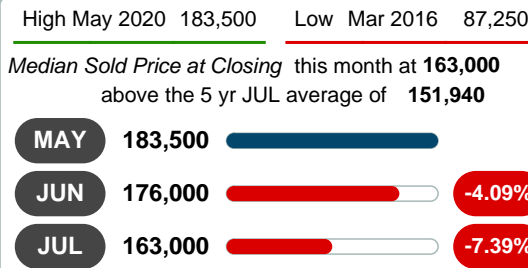 High May 2020 183,500 Low Mar 2016 87,250
Median Sold Price at Closing this month at 163,000
above the 5 yr JUL average of 151,940
MAY 183,500
JUN 176,000 -4.09%
JUL 163,000 -7.39%